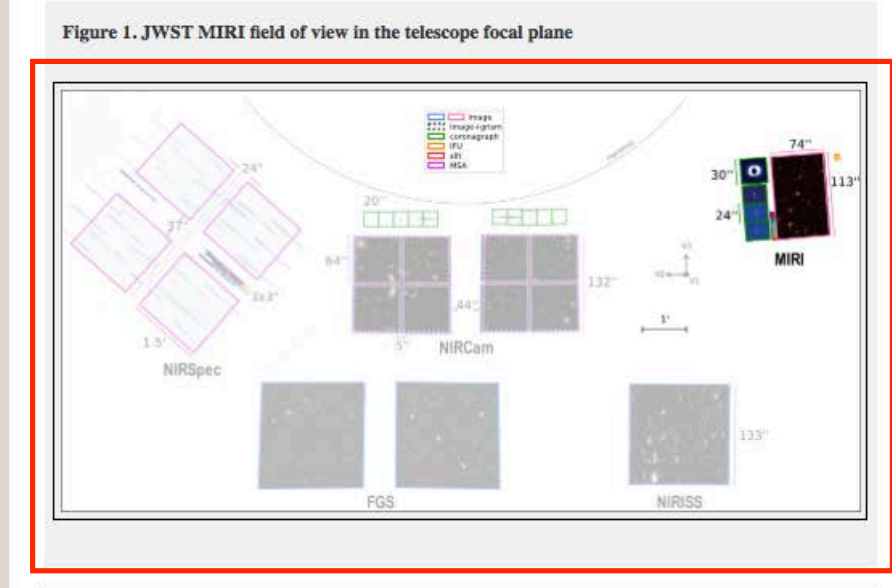 Figure 1. JWST MIRI field of view in the telescope focal plane
image
image+grism
coronagraph
IFU
slit
MSA
74"
30"
113"
24"
MIRI
24"
37"
3x3"
1.5'
NIRSpec
20"
64"
44"
132"
5"
NIRCam
1'
FGS
133"
NIRISS